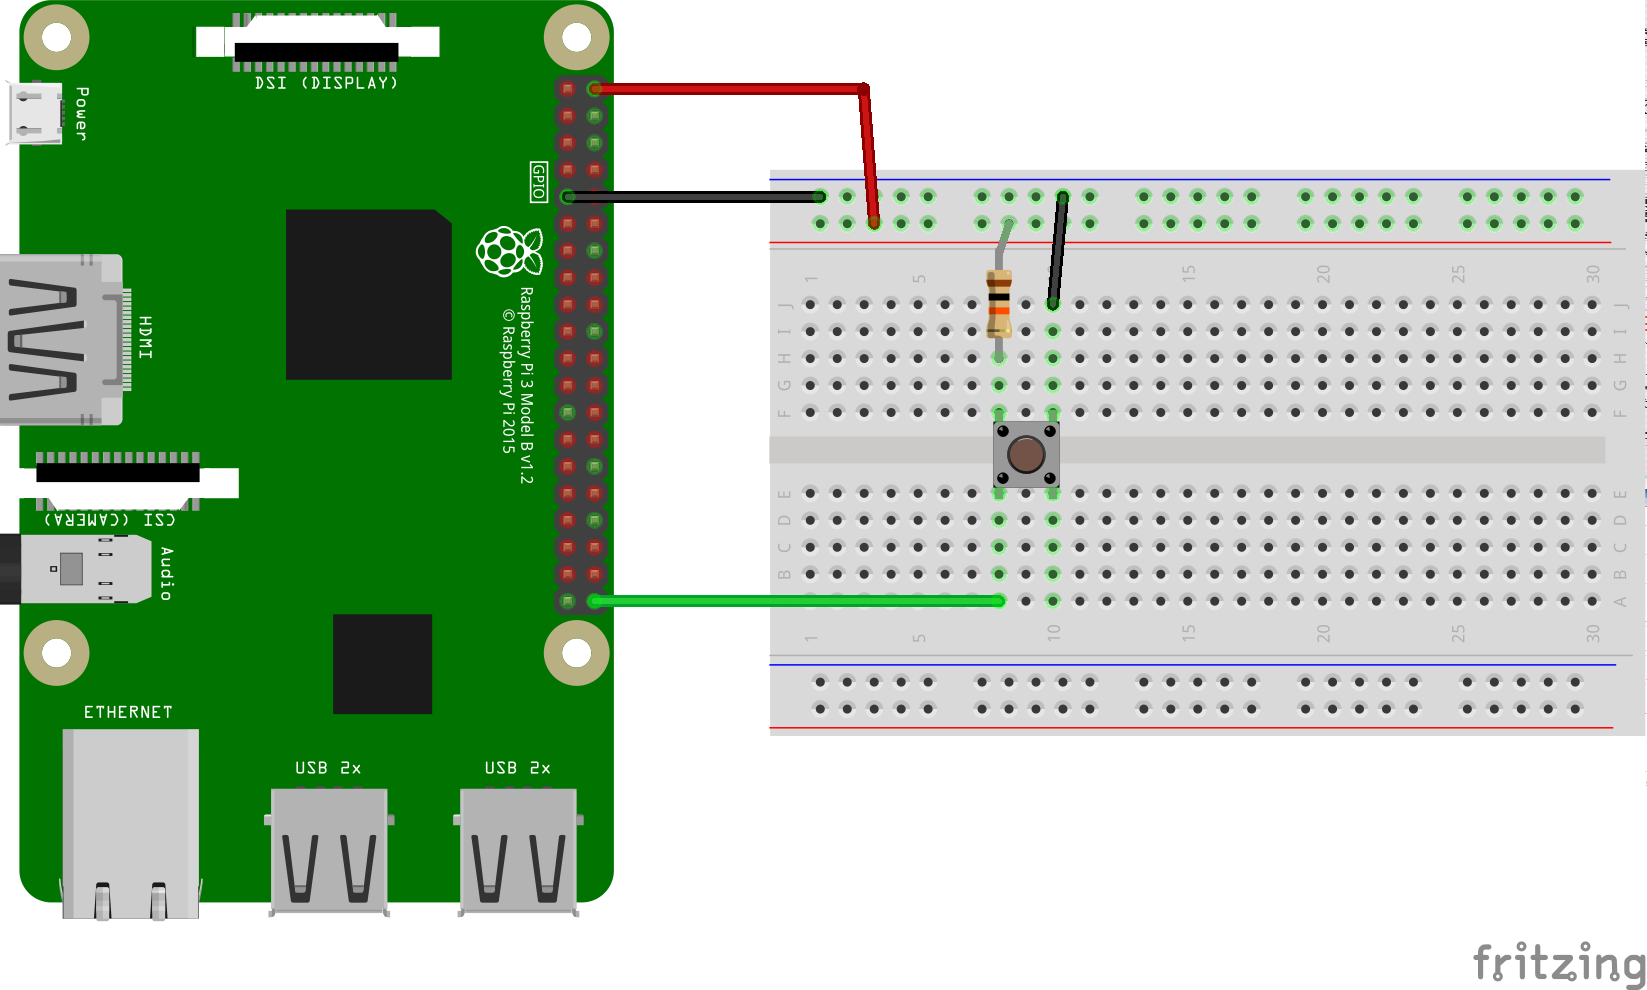 DSI (DISPLAY)
Power
GPIO
HDMI
Raspberry Pi 3 Model B v1.2
© Raspberry Pi 2015
CSI (CAMERA)
Audio
ETHERNET
USB 2x
USB 2x
1 5 10 15 20 25 30
J J
I I
H H
G G
F F
E E
D D
C C
B B
A A
1 5 10 15 20 25 30
fritzing